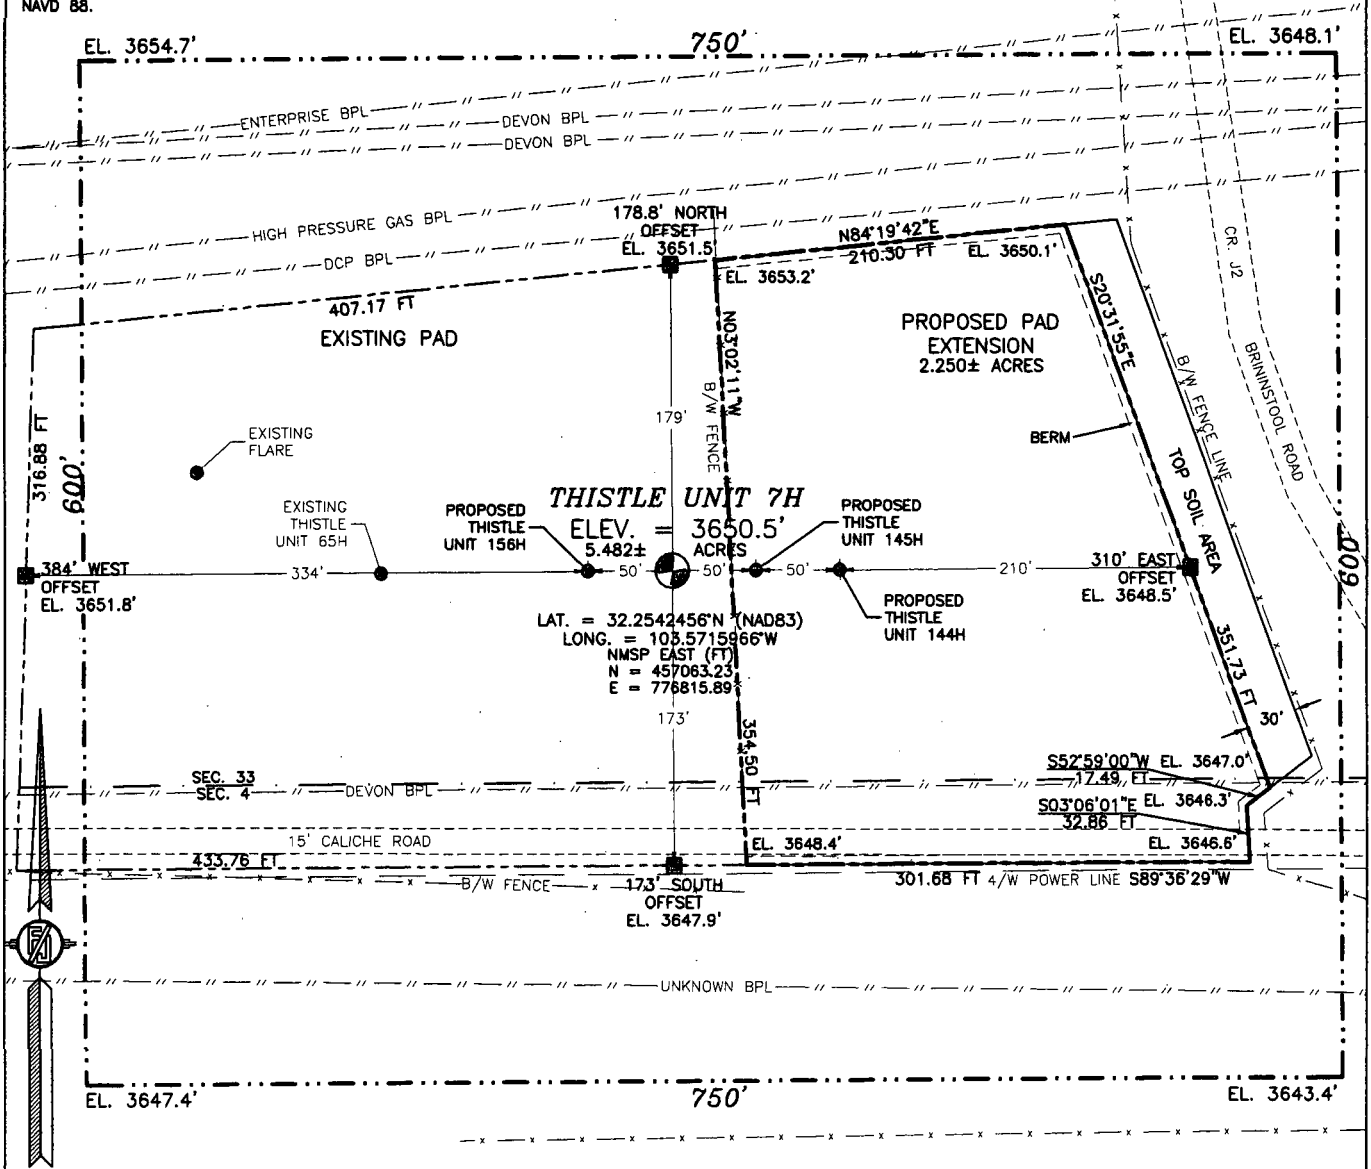 NAVD 88.
EL. 3654.7'
750'
EL. 3648.1'
ENTERPRISE BPL
DEVON BPL
DEVON BPL
HIGH PRESSURE GAS BPL
DCP BPL
178.8' NORTH
OFFSET
EL. 3651.5'
N84°19'42"E
210.30 FT
EL. 3650.1'
EL. 3653.2'
407.17 FT
EXISTING PAD
PROPOSED PAD
EXTENSION
2.250± ACRES
CR. J2
BRININSTOOL ROAD
S20°31'55"E
N03°02'11"W
B/W FENCE
B/W FENCE LINE
179'
BERM
TOP SOIL AREA
316.88 FT
600'
EXISTING
FLARE
EXISTING
THISTLE
UNIT 65H
PROPOSED
THISTLE
UNIT 156H
THISTLE UNIT 7H
ELEV. = 3650.5'
5.482± ACRES
PROPOSED
THISTLE
UNIT 145H
600'
384' WEST
OFFSET
EL. 3651.8'
334'
50'
50'
50'
210'
310' EAST
OFFSET
EL. 3648.5'
PROPOSED
THISTLE
UNIT 144H
LAT. = 32.2542456°N (NAD83)
LONG. = 103.5715966°W
NMSP EAST (FT)
N = 457063.23
E = 776815.89
351.73 FT
30'
173'
354.50 FT
SEC. 33
SEC. 4
DEVON BPL
S52°59'00"W
17.49 FT
EL. 3647.0'
S03°06'01"E
32.86 FT
EL. 3646.3'
15' CALICHE ROAD
EL. 3648.4'
EL. 3646.6'
433.76 FT
B/W FENCE
173' SOUTH
OFFSET
EL. 3647.9'
301.68 FT
4/W POWER LINE
S89°36'29"W
UNKNOWN BPL
EL. 3647.4'
750'
EL. 3643.4'